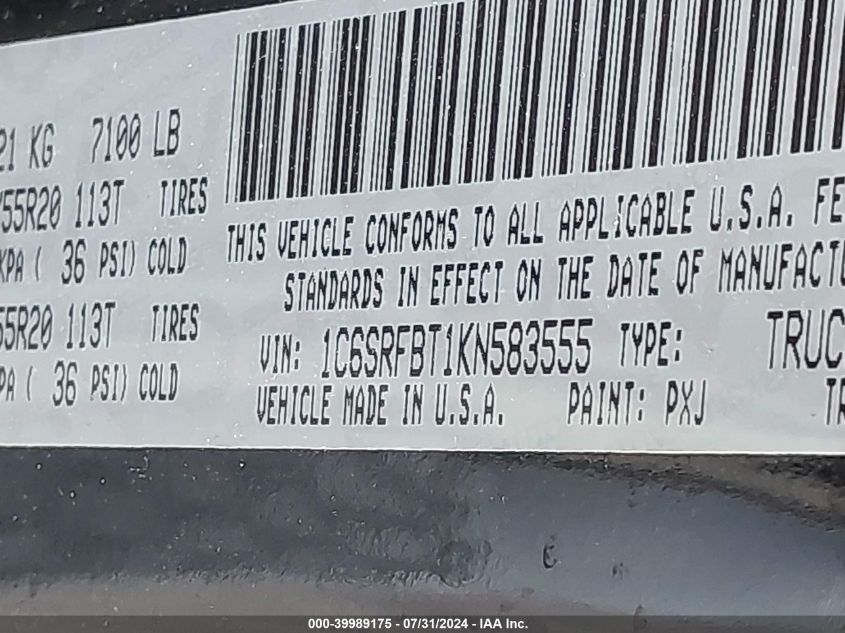 21 KG 7100 LB
55R20 113T TIRES
KPA ( 36 PSI) COLD
55R20 113T TIRES
PA ( 36 PSI) COLD
THIS VEHICLE CONFORMS TO ALL APPLICABLE U.S.A. FE
STANDARDS IN EFFECT ON THE DATE OF MANUFACTU
VIN: 1C6SRFBT1KN583555 TYPE: TRUC
VEHICLE MADE IN U.S.A. PAINT: PXJ TR
000-39989175 - 07/31/2024 - IAA Inc.